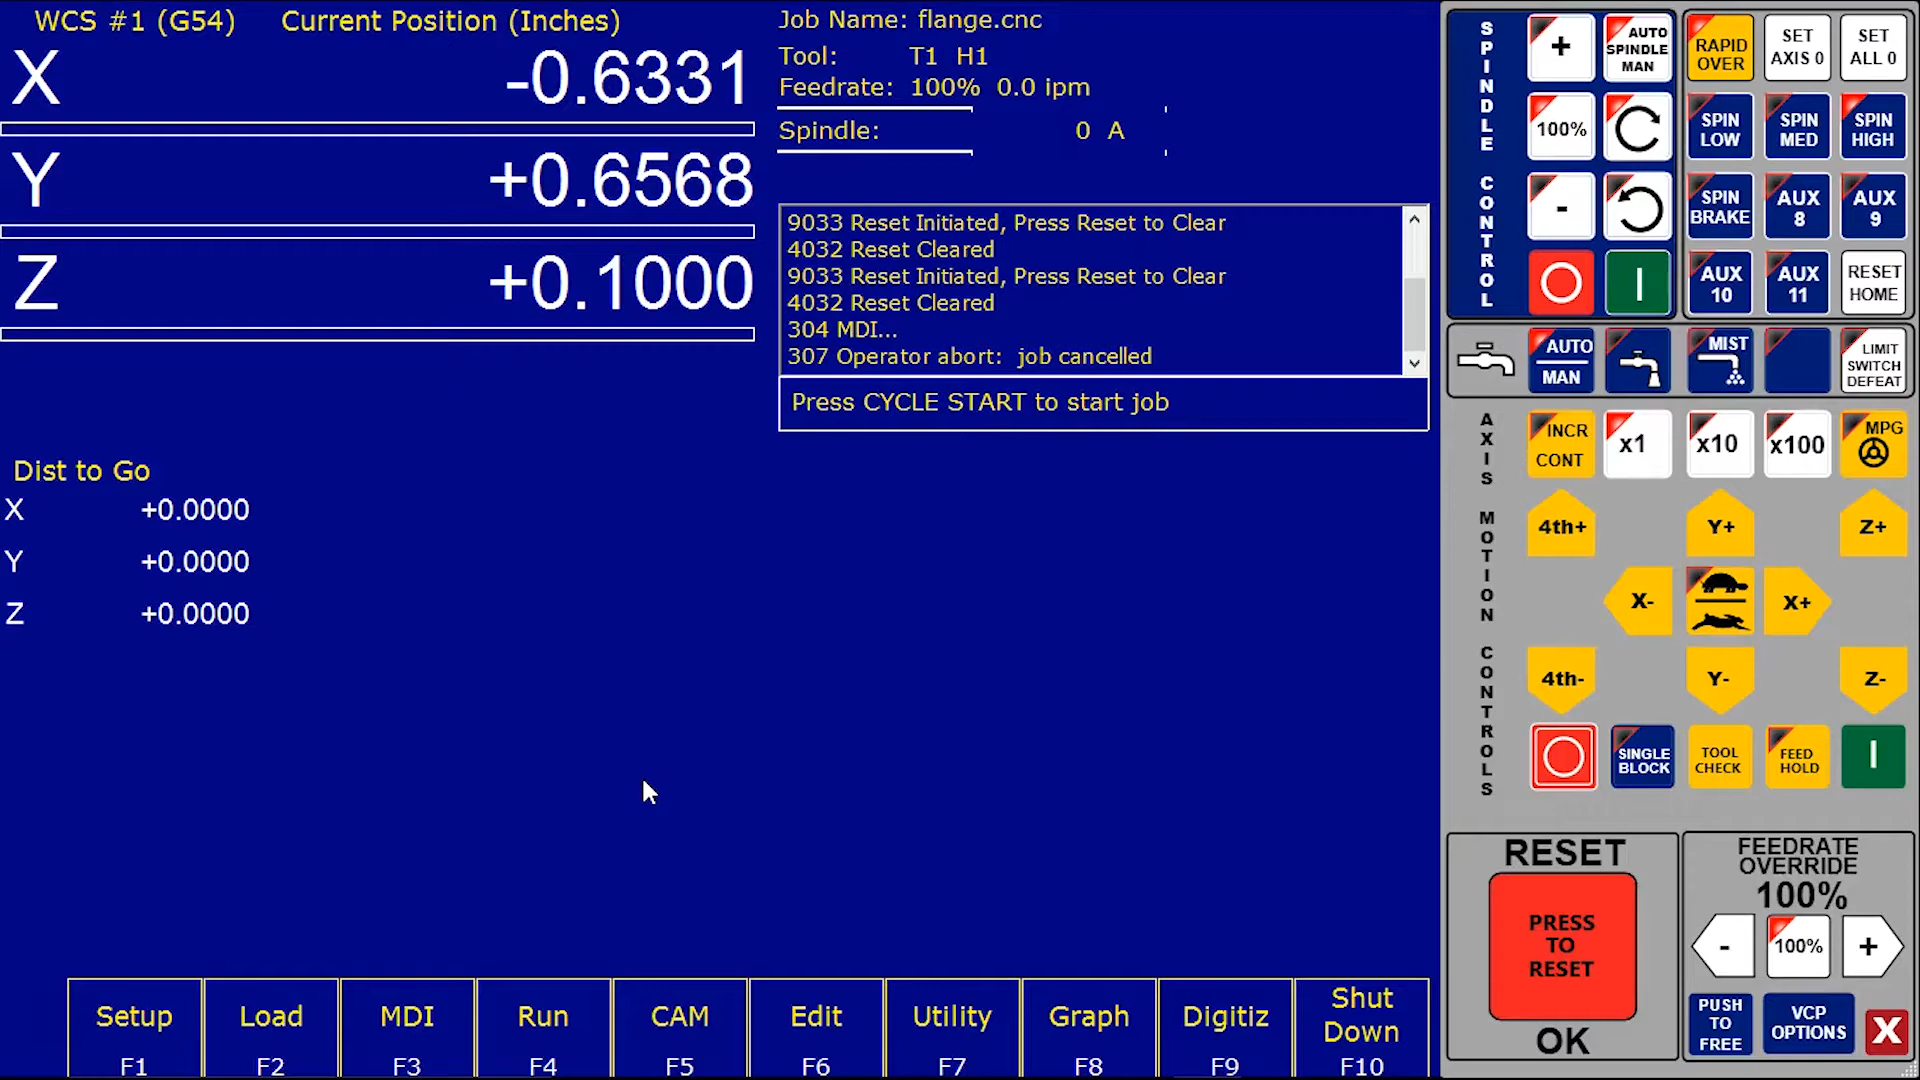 WCS #1 (G54) Current Position (Inches)
X -0.6331
Y +0.6568
Z +0.1000
Job Name: flange.cnc
Tool: T1 H1
Feedrate: 100% 0.0 ipm
Spindle: 0 A
9033 Reset Initiated, Press Reset to Clear
4032 Reset Cleared
9033 Reset Initiated, Press Reset to Clear
4032 Reset Cleared
304 MDI...
307 Operator abort: job cancelled
Press CYCLE START to start job
Dist to Go
X +0.0000
Y +0.0000
Z +0.0000
Setup F1
Load F2
MDI F3
Run F4
CAM F5
Edit F6
Utility F7
Graph F8
Digitiz F9
Shut Down F10
SPINDLE CONTROL
+
AUTO SPINDLE MAN
100%
-
RAPID OVER
SET AXIS 0
SET ALL 0
SPIN LOW
SPIN MED
SPIN HIGH
SPIN BRAKE
AUX 8
AUX 9
AUX 10
AUX 11
RESET HOME
AUTO MAN
MIST
LIMIT SWITCH DEFEAT
AXIS MOTION CONTROLS
INCR CONT
x1
x10
x100
MPG
4th+
Y+
Z+
X-
X+
4th-
Y-
Z-
SINGLE BLOCK
TOOL CHECK
FEED HOLD
RESET
PRESS TO RESET
OK
FEEDRATE OVERRIDE
100%
-
100%
+
PUSH TO FREE
VCP OPTIONS
X